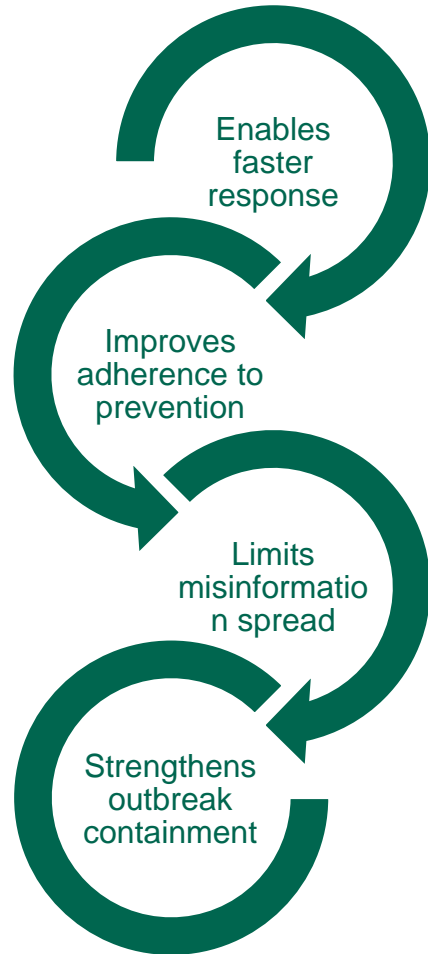 Enables
faster
response
Improves
adherence to
prevention
Limits
misinformatio
n spread
Strengthens
outbreak
containment